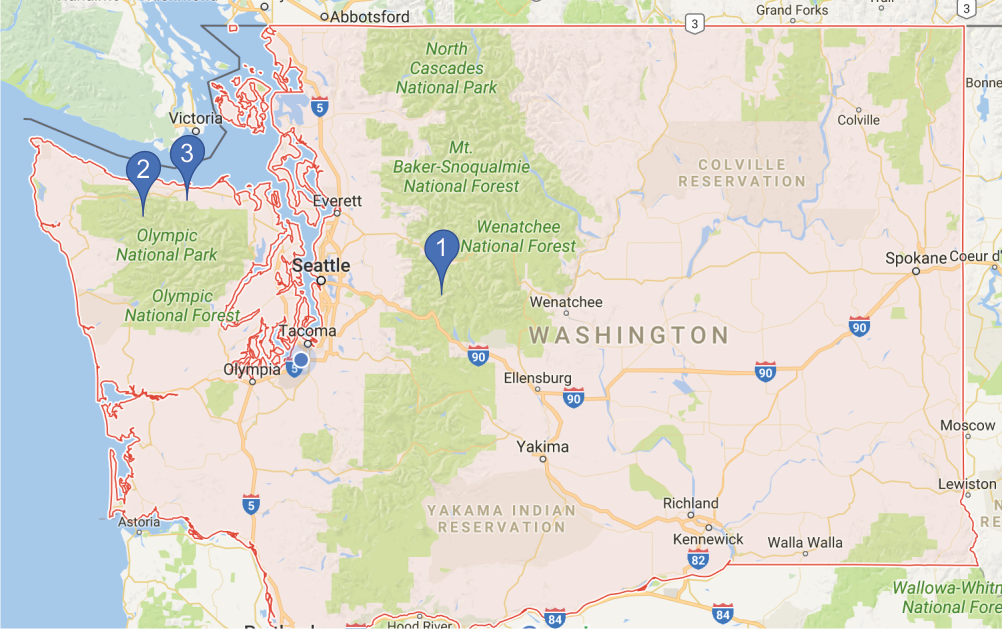 Abbotsford
Grand Forks
3
3
North
Cascades
National Park
5
Bonne
Victoria
Colville
Mt.
Baker-Snoqualmie
National Forest
COLVILLE
RESERVATION
2
3
Everett
Olympic
National Park
Wenatchee
National Forest
1
Seattle
Spokane
Coeur d'
Olympic
National Forest
Wenatchee
Tacoma
WASHINGTON
90
90
Olympia
5
90
Ellensburg
90
Moscow
Yakima
Lewiston
5
YAKAMA INDIAN
RESERVATION
Richland
N
RE
Astoria
Kennewick
Walla Walla
82
Wallowa-Whitn
National Fore
84
84
Hood River